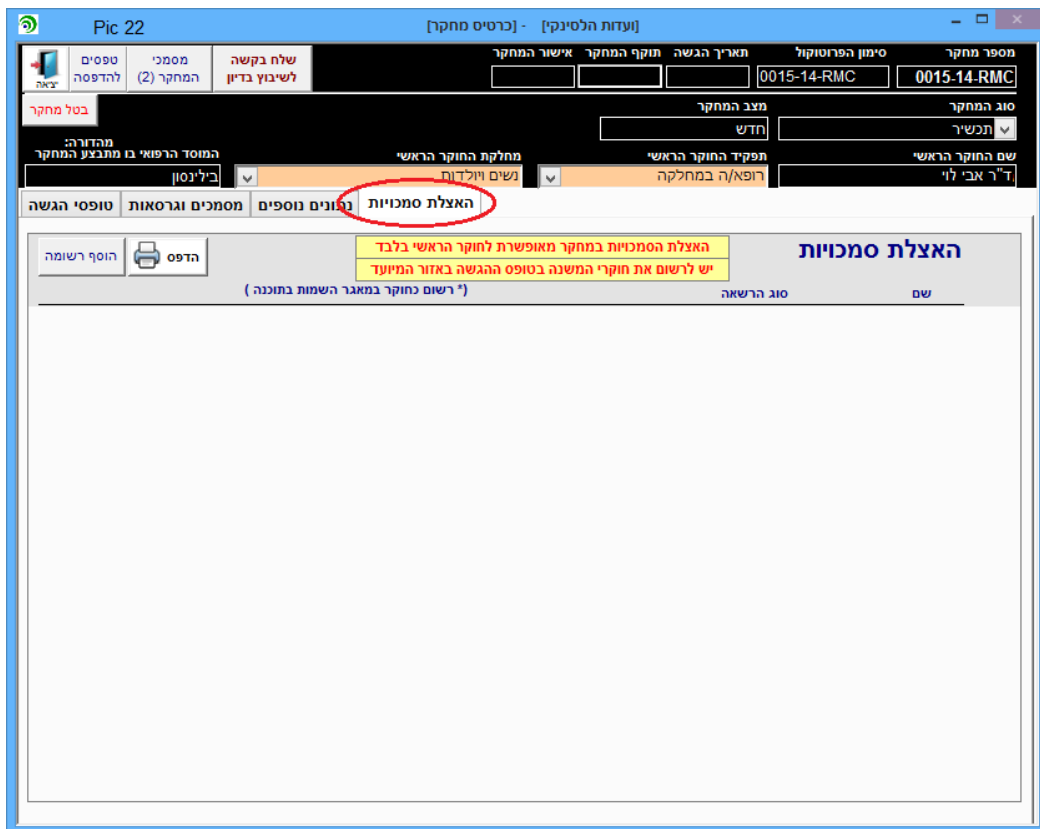 Pic 22
[ועדות הלסינקי] - [כרטיס מחקר]
מספר מחקר סימון הפרוטוקול תאריך הגשה תוקף המחקר אישור המחקר
0015-14-RMC 0015-14-RMC
שלח בקשה לשיבוץ בדיון
מסמכי המחקר (2)
טפסים להדפסה
יציאה
סוג המחקר מצב המחקר
תכשיר חדש
בטל מחקר
מהדורה:
שם החוקר הראשי תפקיד החוקר הראשי מחלקת החוקר הראשי המוסד הרפואי בו מתבצע המחקר
ד"ר אבי לוי. רופא/ה במחלקה נשים ויולדות בילינסון
האצלת סמכויות נתונים נוספים מסמכים וגרסאות טופסי הגשה
האצלת סמכויות
האצלת הסמכויות במחקר מאופשרת לחוקר הראשי בלבד
יש לרשום את חוקרי המשנה בטופס ההגשה באזור המיועד
הדפס הוסף רשומה
שם סוג הרשאה (* רשום כחוקר במאגר השמות בתוכנה )